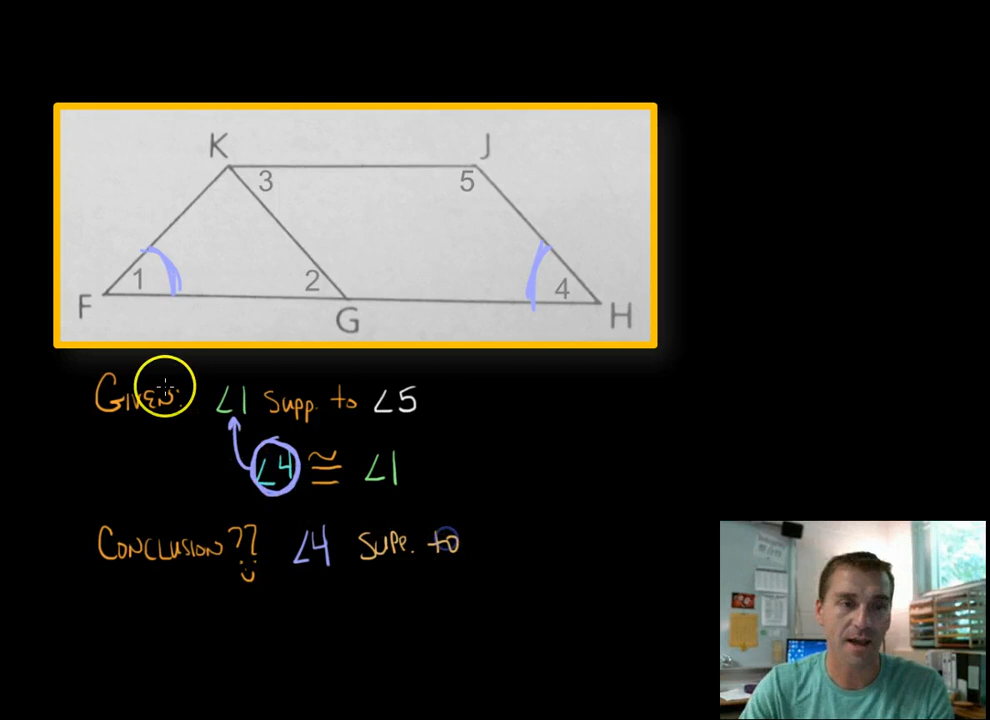 K J
3 5
1 2 4
F G H
GIVEN: ∠1 Supp. to ∠5
∠4 ≅ ∠1
CONCLUSION?? ∠4 Supp. to